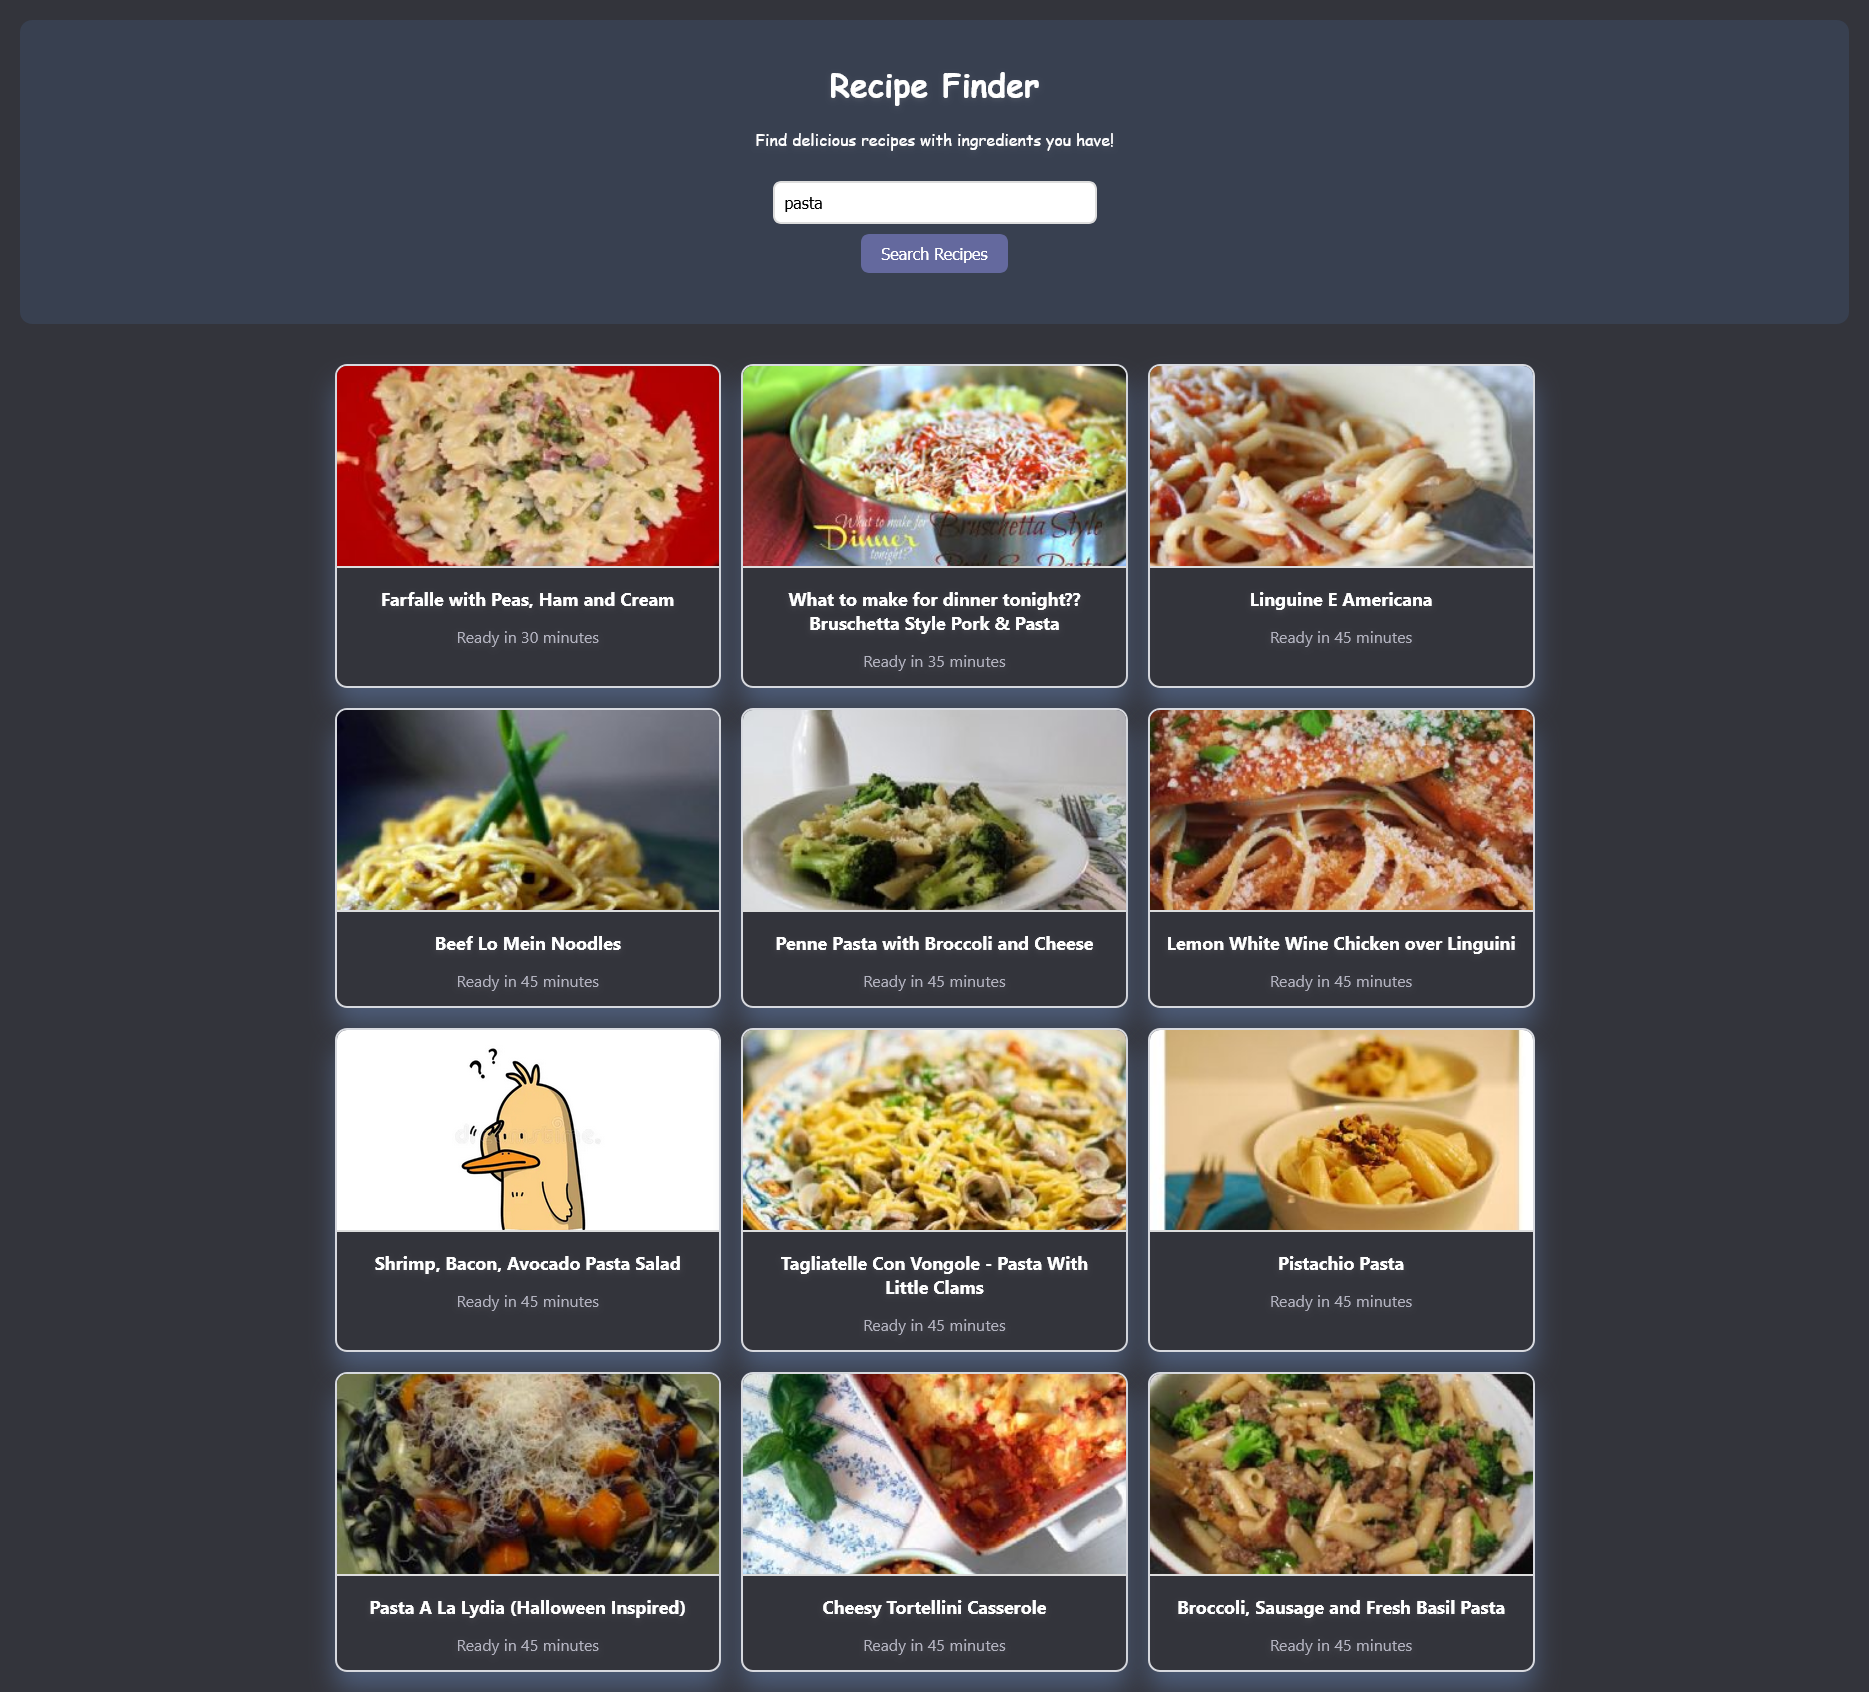 Recipe Finder
Find delicious recipes with ingredients you have!
pasta
Search Recipes
What to make for
Dinner
tonight?
Bruschetta Style
Pork & Pasta
Farfalle with Peas, Ham and Cream
Ready in 30 minutes
What to make for dinner tonight??
Bruschetta Style Pork & Pasta
Ready in 35 minutes
Linguine E Americana
Ready in 45 minutes
Beef Lo Mein Noodles
Ready in 45 minutes
Penne Pasta with Broccoli and Cheese
Ready in 45 minutes
Lemon White Wine Chicken over Linguini
Ready in 45 minutes
? ?
Shrimp, Bacon, Avocado Pasta Salad
Ready in 45 minutes
Tagliatelle Con Vongole - Pasta With
Little Clams
Ready in 45 minutes
Pistachio Pasta
Ready in 45 minutes
Pasta A La Lydia (Halloween Inspired)
Ready in 45 minutes
Cheesy Tortellini Casserole
Ready in 45 minutes
Broccoli, Sausage and Fresh Basil Pasta
Ready in 45 minutes